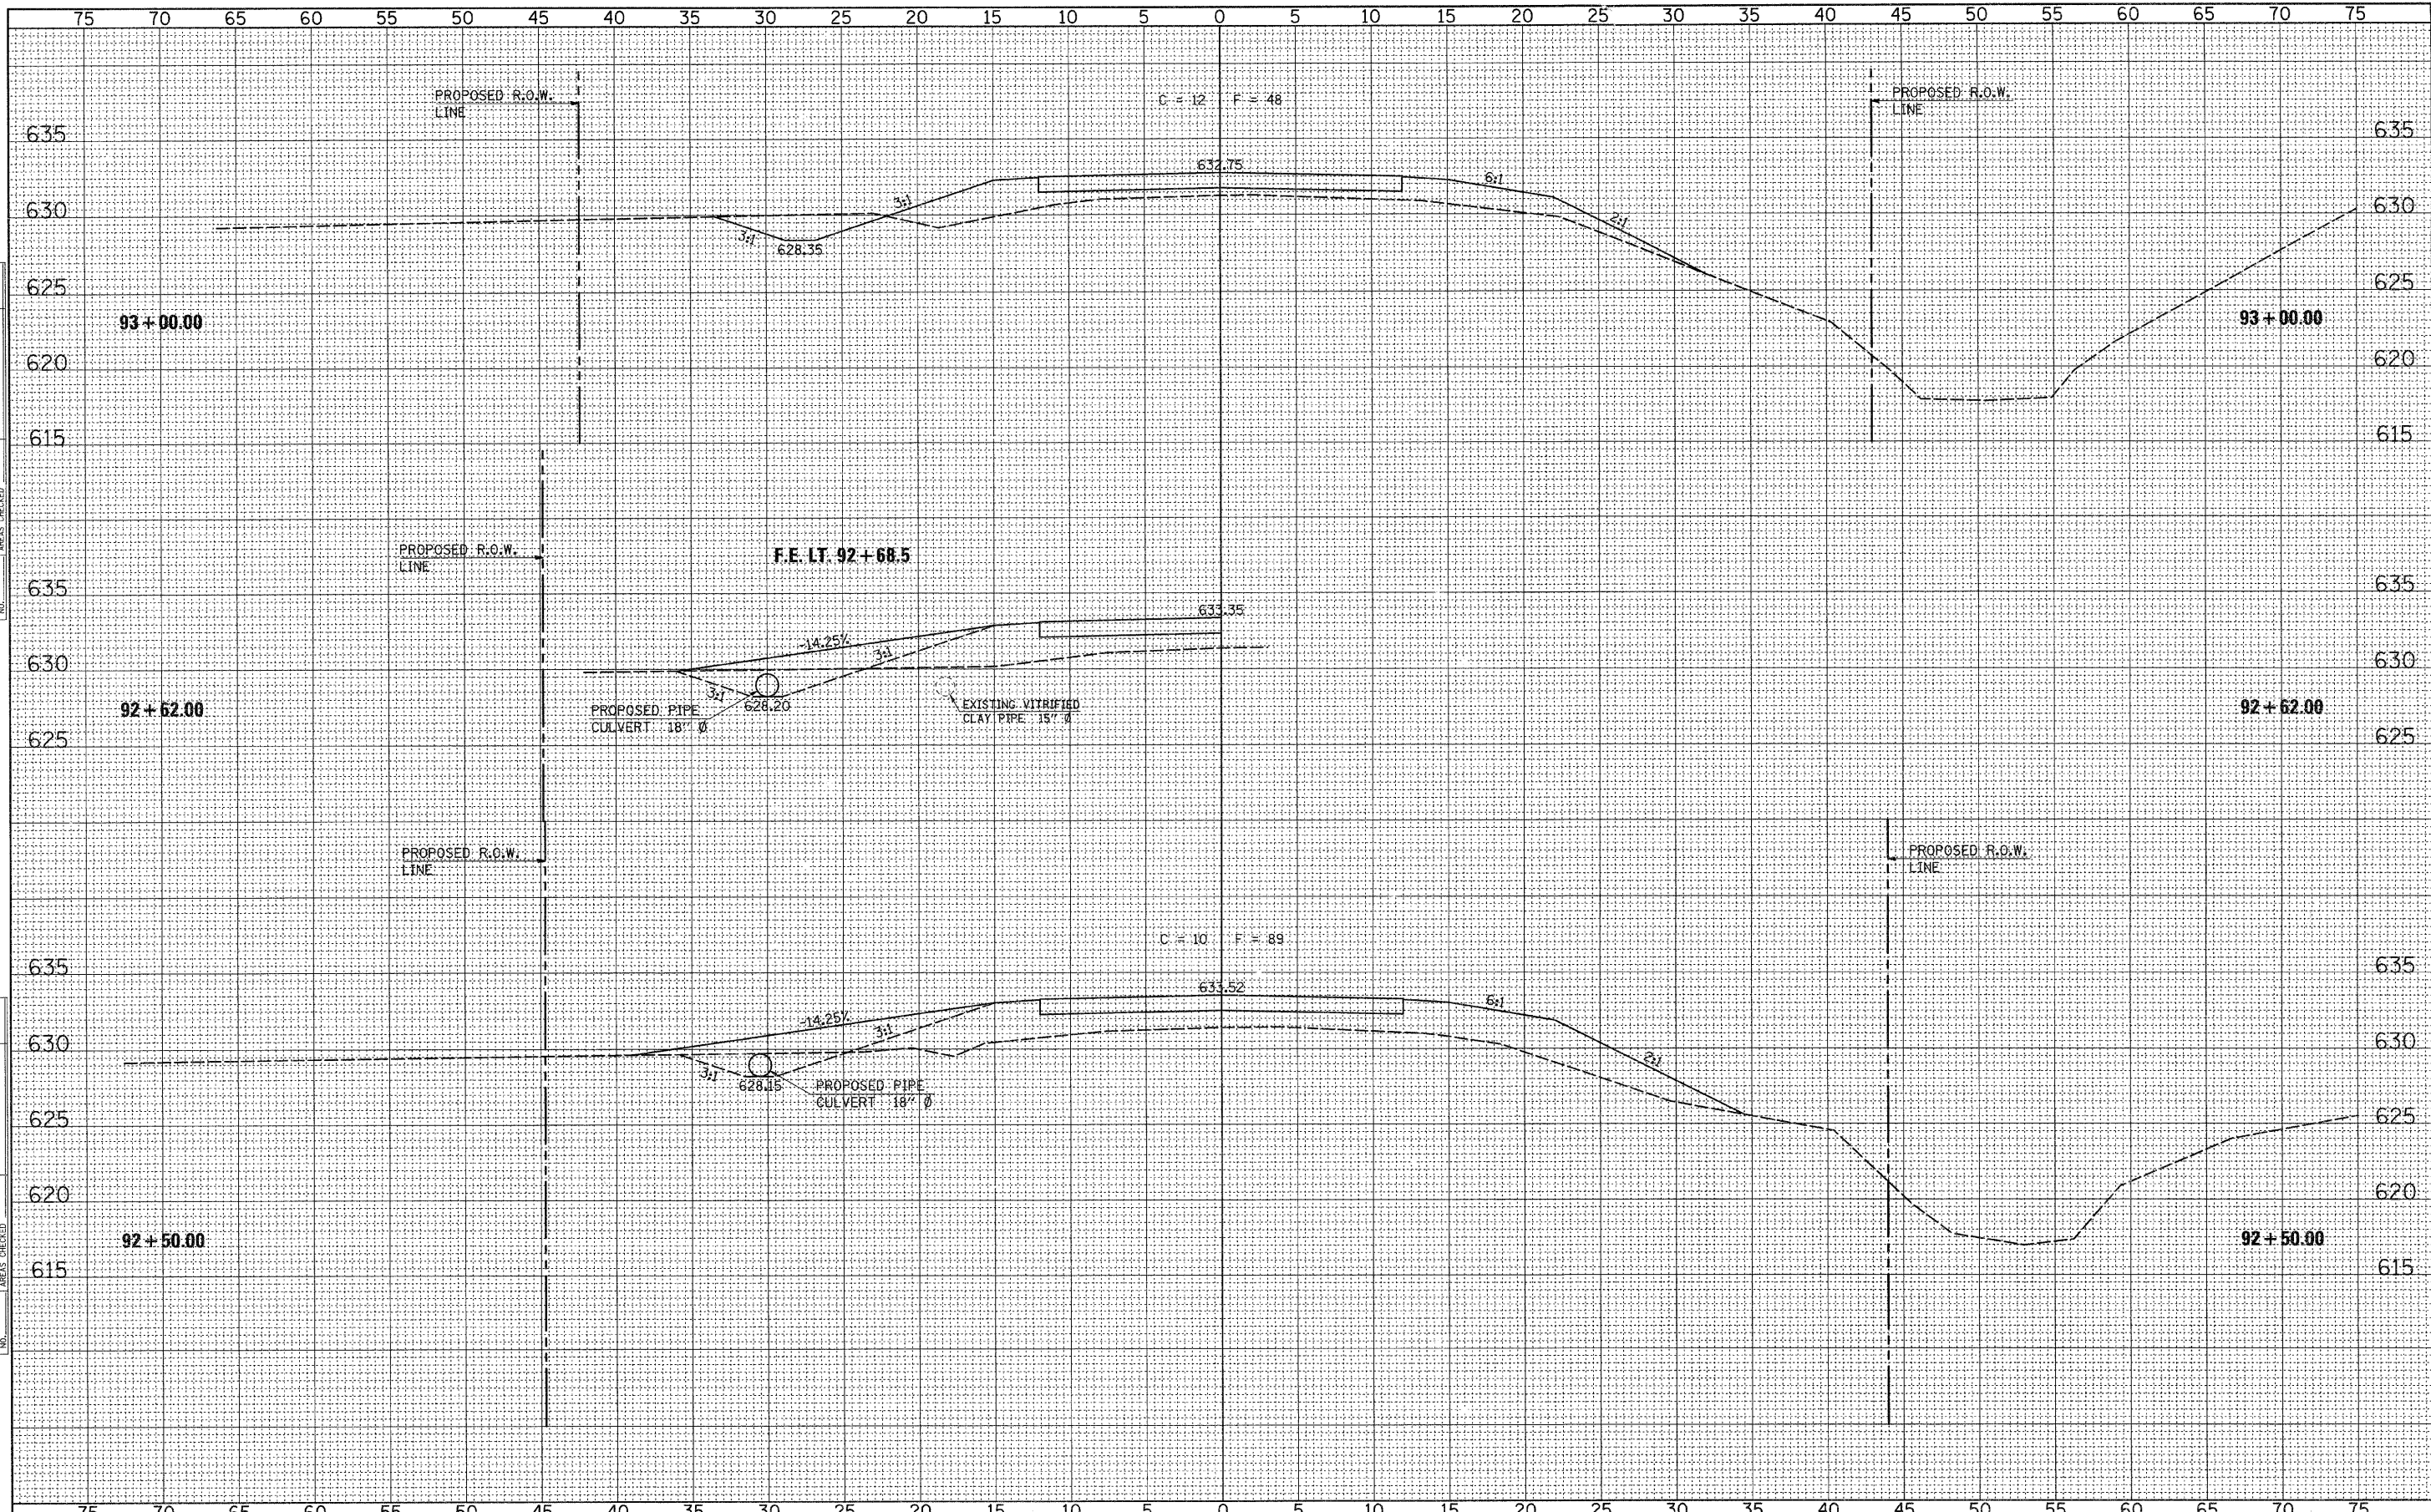 75 70 65 60 55 50 45 40 35 30 25 20 15 10 5 0 5 10 15 20 25 30 35 40 45 50 55 60 65 70 75
PROPOSED R.O.W.
LINE
C = 12 F = 48
PROPOSED R.O.W.
LINE
635 635
632.75
6:1
3:1
630 630
2:1
3:1
628.35
625 625
93+00.00 93+00.00
620 620
615 615
AREAS CHECKED
PROPOSED R.O.W.
LINE
F.E. LT. 92+68.5
635 635
NO.
633.35
-14.25%
3:1
630 630
3:1
628.20
PROPOSED PIPE
CULVERT 18" Ø
EXISTING VITRIFIED
CLAY PIPE 15" Ø
92+62.00 92+62.00
625 625
PROPOSED R.O.W.
LINE
PROPOSED R.O.W.
LINE
C = 10 F = 89
635 635
633.52
6:1
-14.25%
3:1
630 630
2:1
3:1
628.15
PROPOSED PIPE
CULVERT 18" Ø
625 625
620 620
AREAS CHECKED
92+50.00 92+50.00
615 615
NO.
75 70 65 60 55 50 45 40 35 30 25 20 15 10 5 0 5 10 15 20 25 30 35 40 45 50 55 60 65 70 75